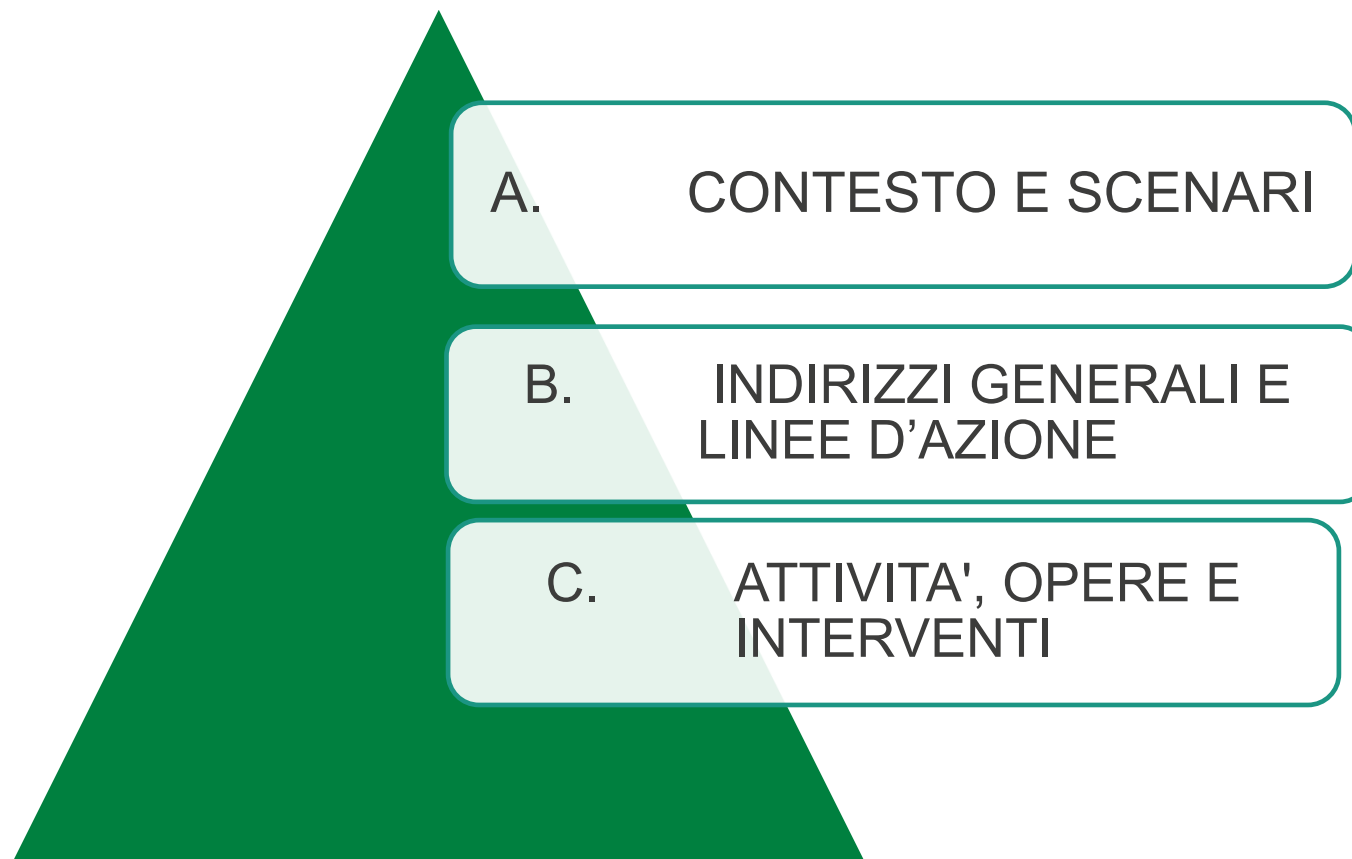 A. CONTESTO E SCENARI
B. INDIRIZZI GENERALI E
LINEE D’AZIONE
C. ATTIVITA', OPERE E
INTERVENTI